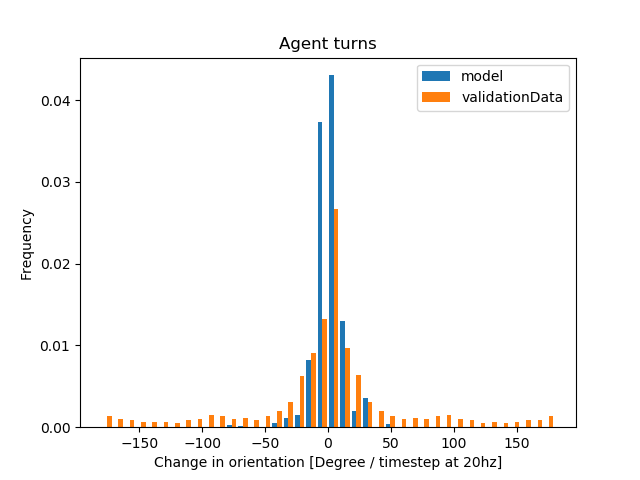 Agent turns
model
validationData
Frequency
0.04
0.03
0.02
0.01
0.00
−150 −100 −50 0 50 100 150
Change in orientation [Degree / timestep at 20hz]